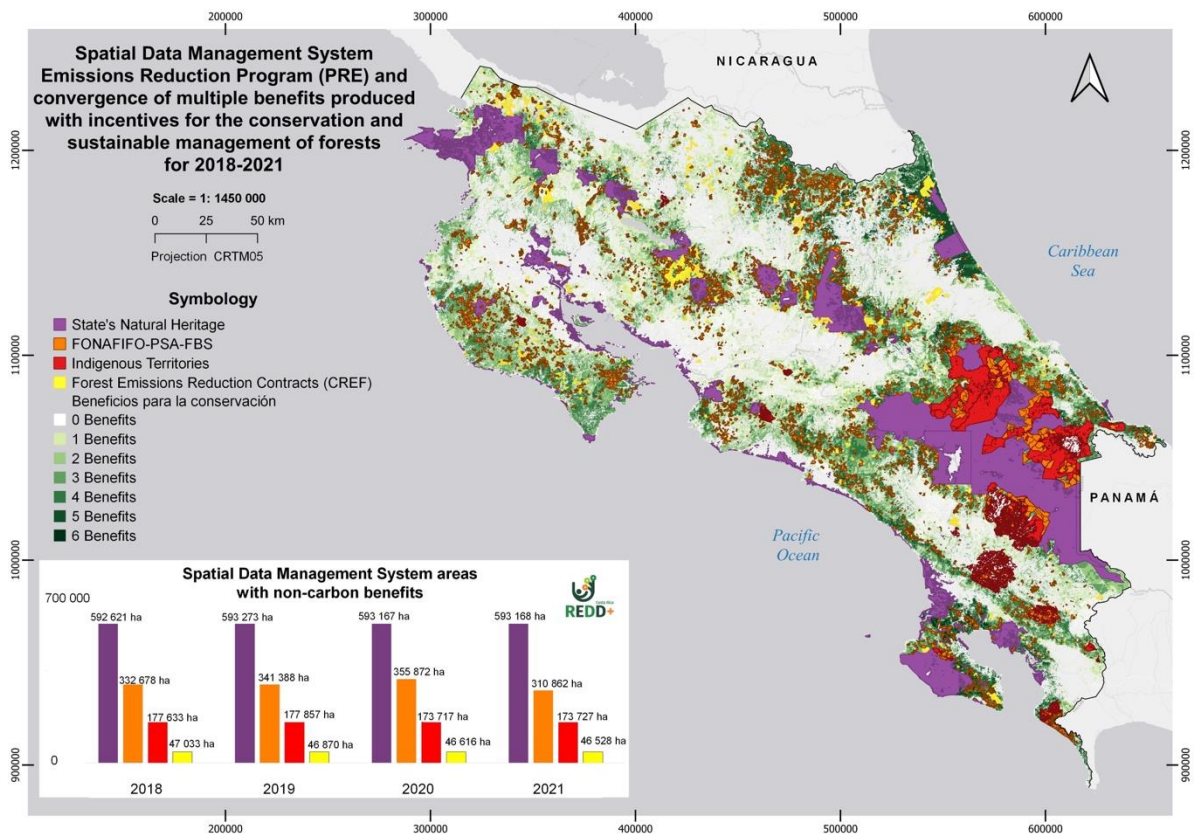 200000
300000
400000
500000
600000
Spatial Data Management System
Emissions Reduction Program (PRE) and
convergence of multiple benefits produced
with incentives for the conservation and
sustainable management of forests
for 2018-2021
Scale = 1: 1450 000
0 25 50 km
Projection CRTM05
Symbology
State's Natural Heritage
FONAFIFO-PSA-FBS
Indigenous Territories
Forest Emissions Reduction Contracts (CREF)
Beneficios para la conservación
0 Benefits
1 Benefits
2 Benefits
3 Benefits
4 Benefits
5 Benefits
6 Benefits
NICARAGUA
Caribbean
Sea
PANAMÁ
Pacific
Ocean
1200000
1100000
1000000
900000
1200000
1100000
1000000
900000
Spatial Data Management System areas
with non-carbon benefits
REDD+
700 000
0
592 621 ha
332 678 ha
177 633 ha
47 033 ha
2018
593 273 ha
341 388 ha
177 857 ha
46 870 ha
2019
593 167 ha
355 872 ha
173 717 ha
46 616 ha
2020
593 168 ha
310 862 ha
173 727 ha
46 528 ha
2021
200000
300000
400000
500000
600000